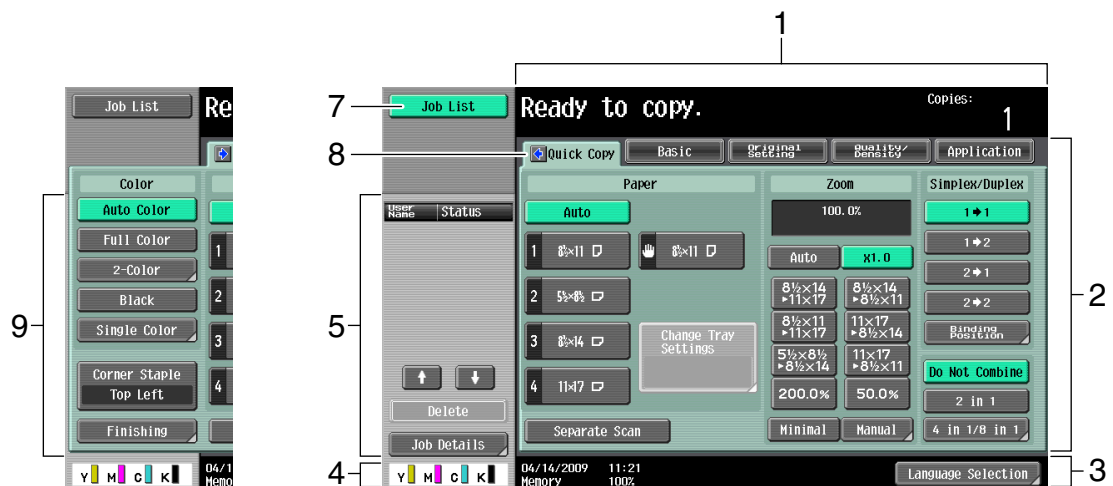 1
Job List
Re
Color
Auto Color
Full Color
2-Color
Black
Single Color
Corner Staple
Top Left
Finishing
1
2
3
4
Y M C K
04/1
Memo
9
7
8
5
4
Job List
Ready to copy.
Copies:
1
Quick Copy
Basic
Original
Setting
Quality/
Density
Application
User
Name
Status
Delete
Job Details
Y M C K
Paper
Auto
1 8½×11
8½×11
2 5½×8½
3 8½×14
4 11×17
Change Tray
Settings
Separate Scan
Zoom
100.0%
Auto
x1.0
8½×14
▸11×17
8½×14
▸8½×11
8½×11
▸11×17
11×17
▸8½×14
5½×8½
▸8½×14
11×17
▸8½×11
200.0%
50.0%
Minimal
Manual
Simplex/Duplex
1➔1
1➔2
2➔1
2➔2
Binding
Position
Do Not Combine
2 in 1
4 in 1/8 in 1
04/14/2009 11:21
Memory 100%
Language Selection
2
3